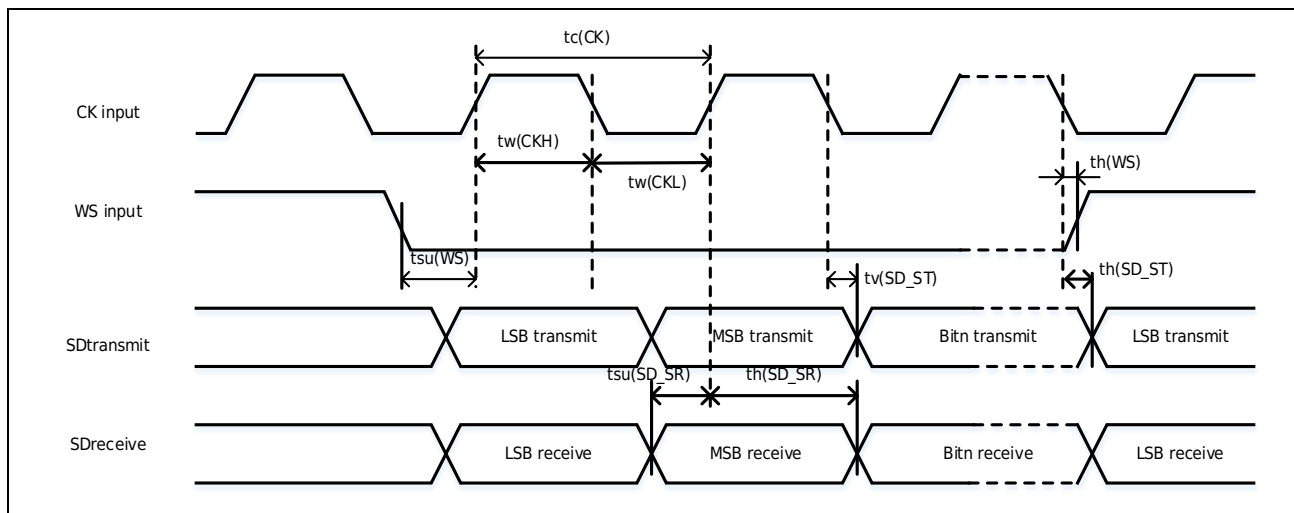 tc(CK)
CK input
tw(CKH)
tw(CKL)
th(WS)
WS input
tsu(WS)
tv(SD_ST)
th(SD_ST)
SDtransmit
LSB transmit
MSB transmit
Bitn transmit
LSB transmit
tsu(SD_SR)
th(SD_SR)
SDreceive
LSB receive
MSB receive
Bitn receive
LSB receive